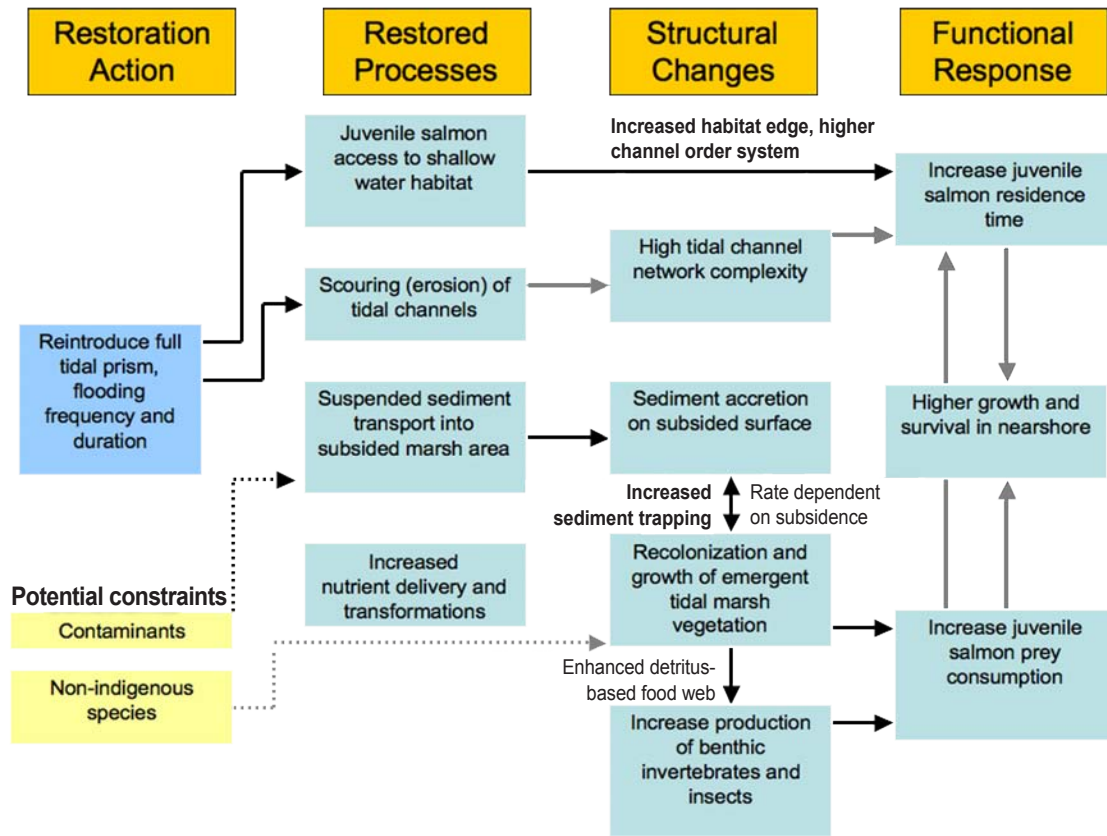 Restoration
Action
Restored
Processes
Structural
Changes
Functional
Response
Juvenile salmon
access to shallow
water habitat
Increased habitat edge, higher
channel order system
Increase juvenile
salmon residence
time
Scouring (erosion) of
tidal channels
High tidal channel
network complexity
Reintroduce full
tidal prism,
flooding
frequency and
duration
Suspended sediment
transport into
subsided marsh area
Sediment accretion
on subsided surface
Higher growth and
survival in nearshore
Increased
sediment trapping
Rate dependent
on subsidence
Increased
nutrient delivery and
transformations
Recolonization and
growth of emergent
tidal marsh
vegetation
Potential constraints
Contaminants
Non-indigenous
species
Increase juvenile
salmon prey
consumption
Enhanced detritus-
based food web
Increase production
of benthic
invertebrates and
insects